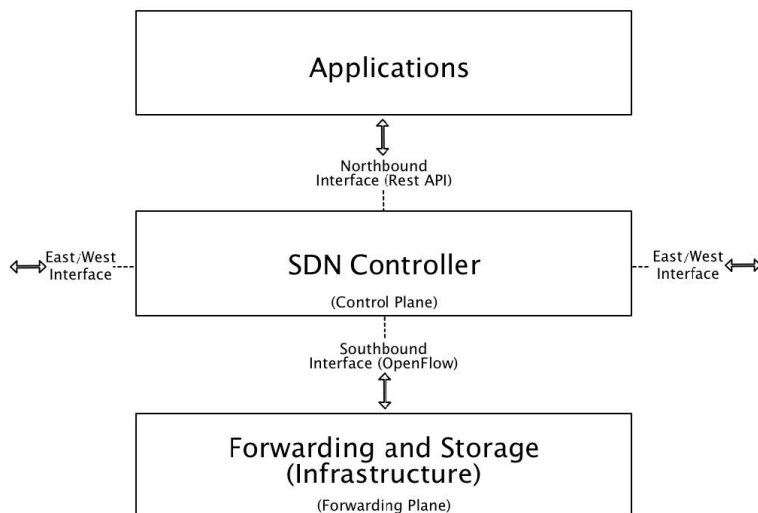 Applications
Northbound
Interface (Rest API)
East/West
Interface
SDN Controller
(Control Plane)
East/West
Interface
Southbound
Interface (OpenFlow)
Forwarding and Storage
(Infrastructure)
(Forwarding Plane)